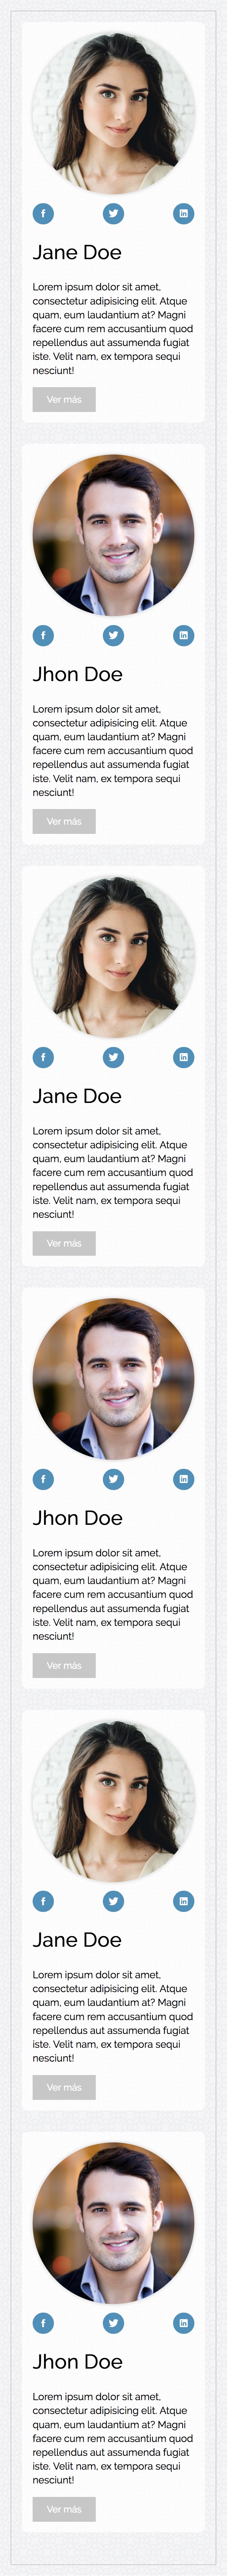 Jane Doe
Lorem ipsum dolor sit amet,
consectetur adipisicing elit. Atque
quam, eum laudantium at? Magni
facere cum rem accusantium quod
repellendus aut assumenda fugiat
iste. Velit nam, ex tempora sequi
nesciunt!
Ver más
Jhon Doe
Lorem ipsum dolor sit amet,
consectetur adipisicing elit. Atque
quam, eum laudantium at? Magni
facere cum rem accusantium quod
repellendus aut assumenda fugiat
iste. Velit nam, ex tempora sequi
nesciunt!
Ver más
Jane Doe
Lorem ipsum dolor sit amet,
consectetur adipisicing elit. Atque
quam, eum laudantium at? Magni
facere cum rem accusantium quod
repellendus aut assumenda fugiat
iste. Velit nam, ex tempora sequi
nesciunt!
Ver más
Jhon Doe
Lorem ipsum dolor sit amet,
consectetur adipisicing elit. Atque
quam, eum laudantium at? Magni
facere cum rem accusantium quod
repellendus aut assumenda fugiat
iste. Velit nam, ex tempora sequi
nesciunt!
Ver más
Jane Doe
Lorem ipsum dolor sit amet,
consectetur adipisicing elit. Atque
quam, eum laudantium at? Magni
facere cum rem accusantium quod
repellendus aut assumenda fugiat
iste. Velit nam, ex tempora sequi
nesciunt!
Ver más
Jhon Doe
Lorem ipsum dolor sit amet,
consectetur adipisicing elit. Atque
quam, eum laudantium at? Magni
facere cum rem accusantium quod
repellendus aut assumenda fugiat
iste. Velit nam, ex tempora sequi
nesciunt!
Ver más